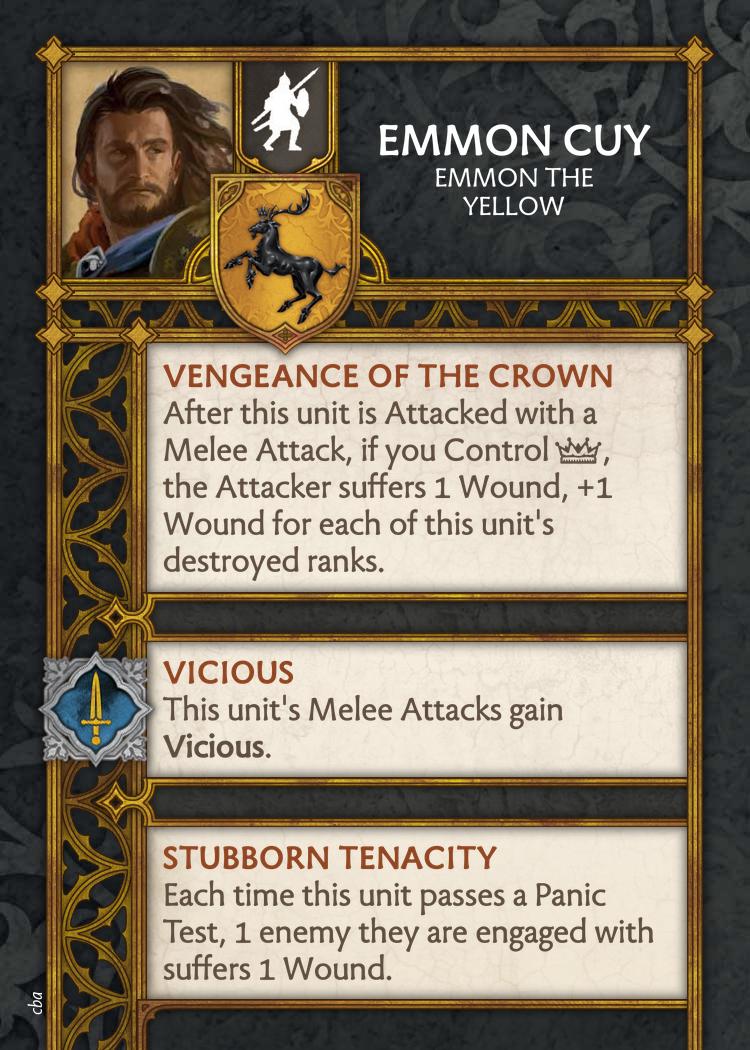 EMMON CUY
EMMON THE
YELLOW
VENGEANCE OF THE CROWN
After this unit is Attacked with a
Melee Attack, if you Control ,
the Attacker suffers 1 Wound, +1
Wound for each of this unit's
destroyed ranks.
VICIOUS
This unit's Melee Attacks gain
Vicious.
STUBBORN TENACITY
Each time this unit passes a Panic
Test, 1 enemy they are engaged with
suffers 1 Wound.
cba